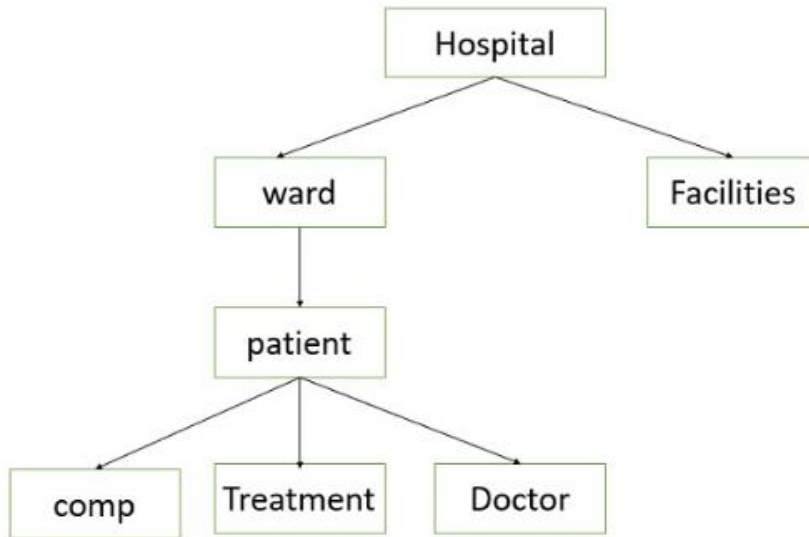 Hospital
ward
Facilities
patient
comp
Treatment
Doctor